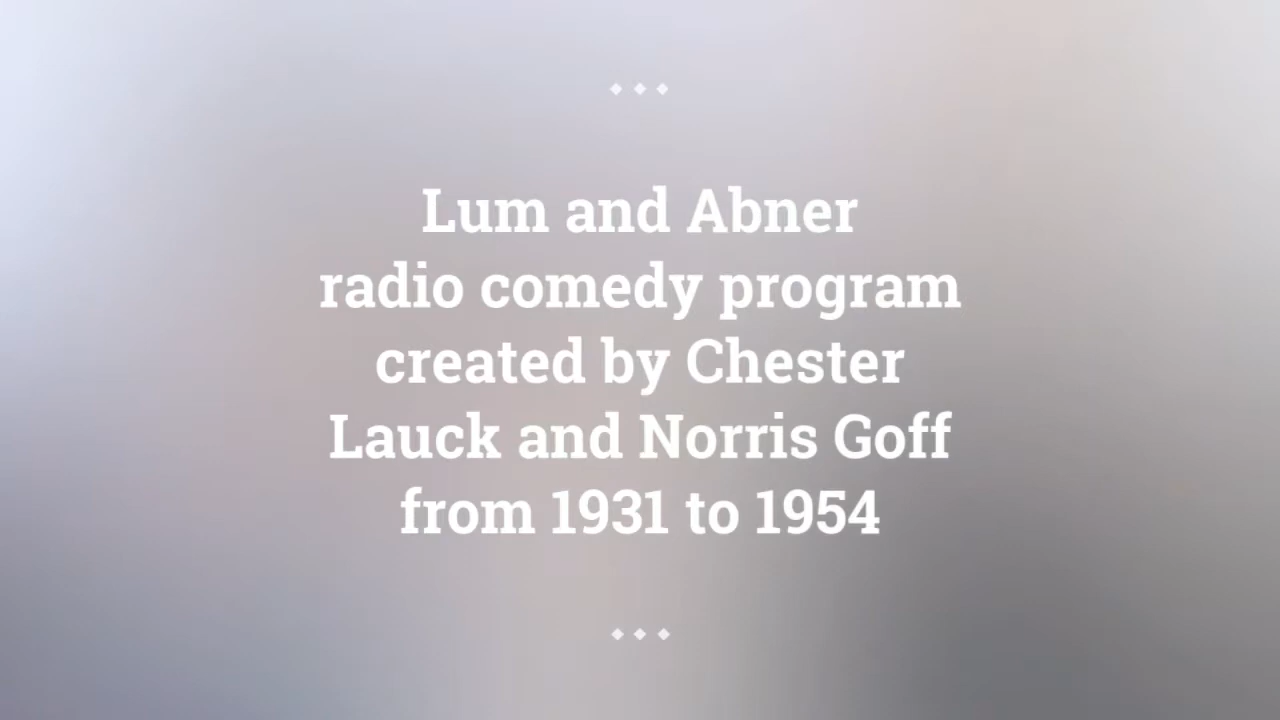 Lum and Abner
radio comedy program
created by Chester
Lauck and Norris Goff
from 1931 to 1954